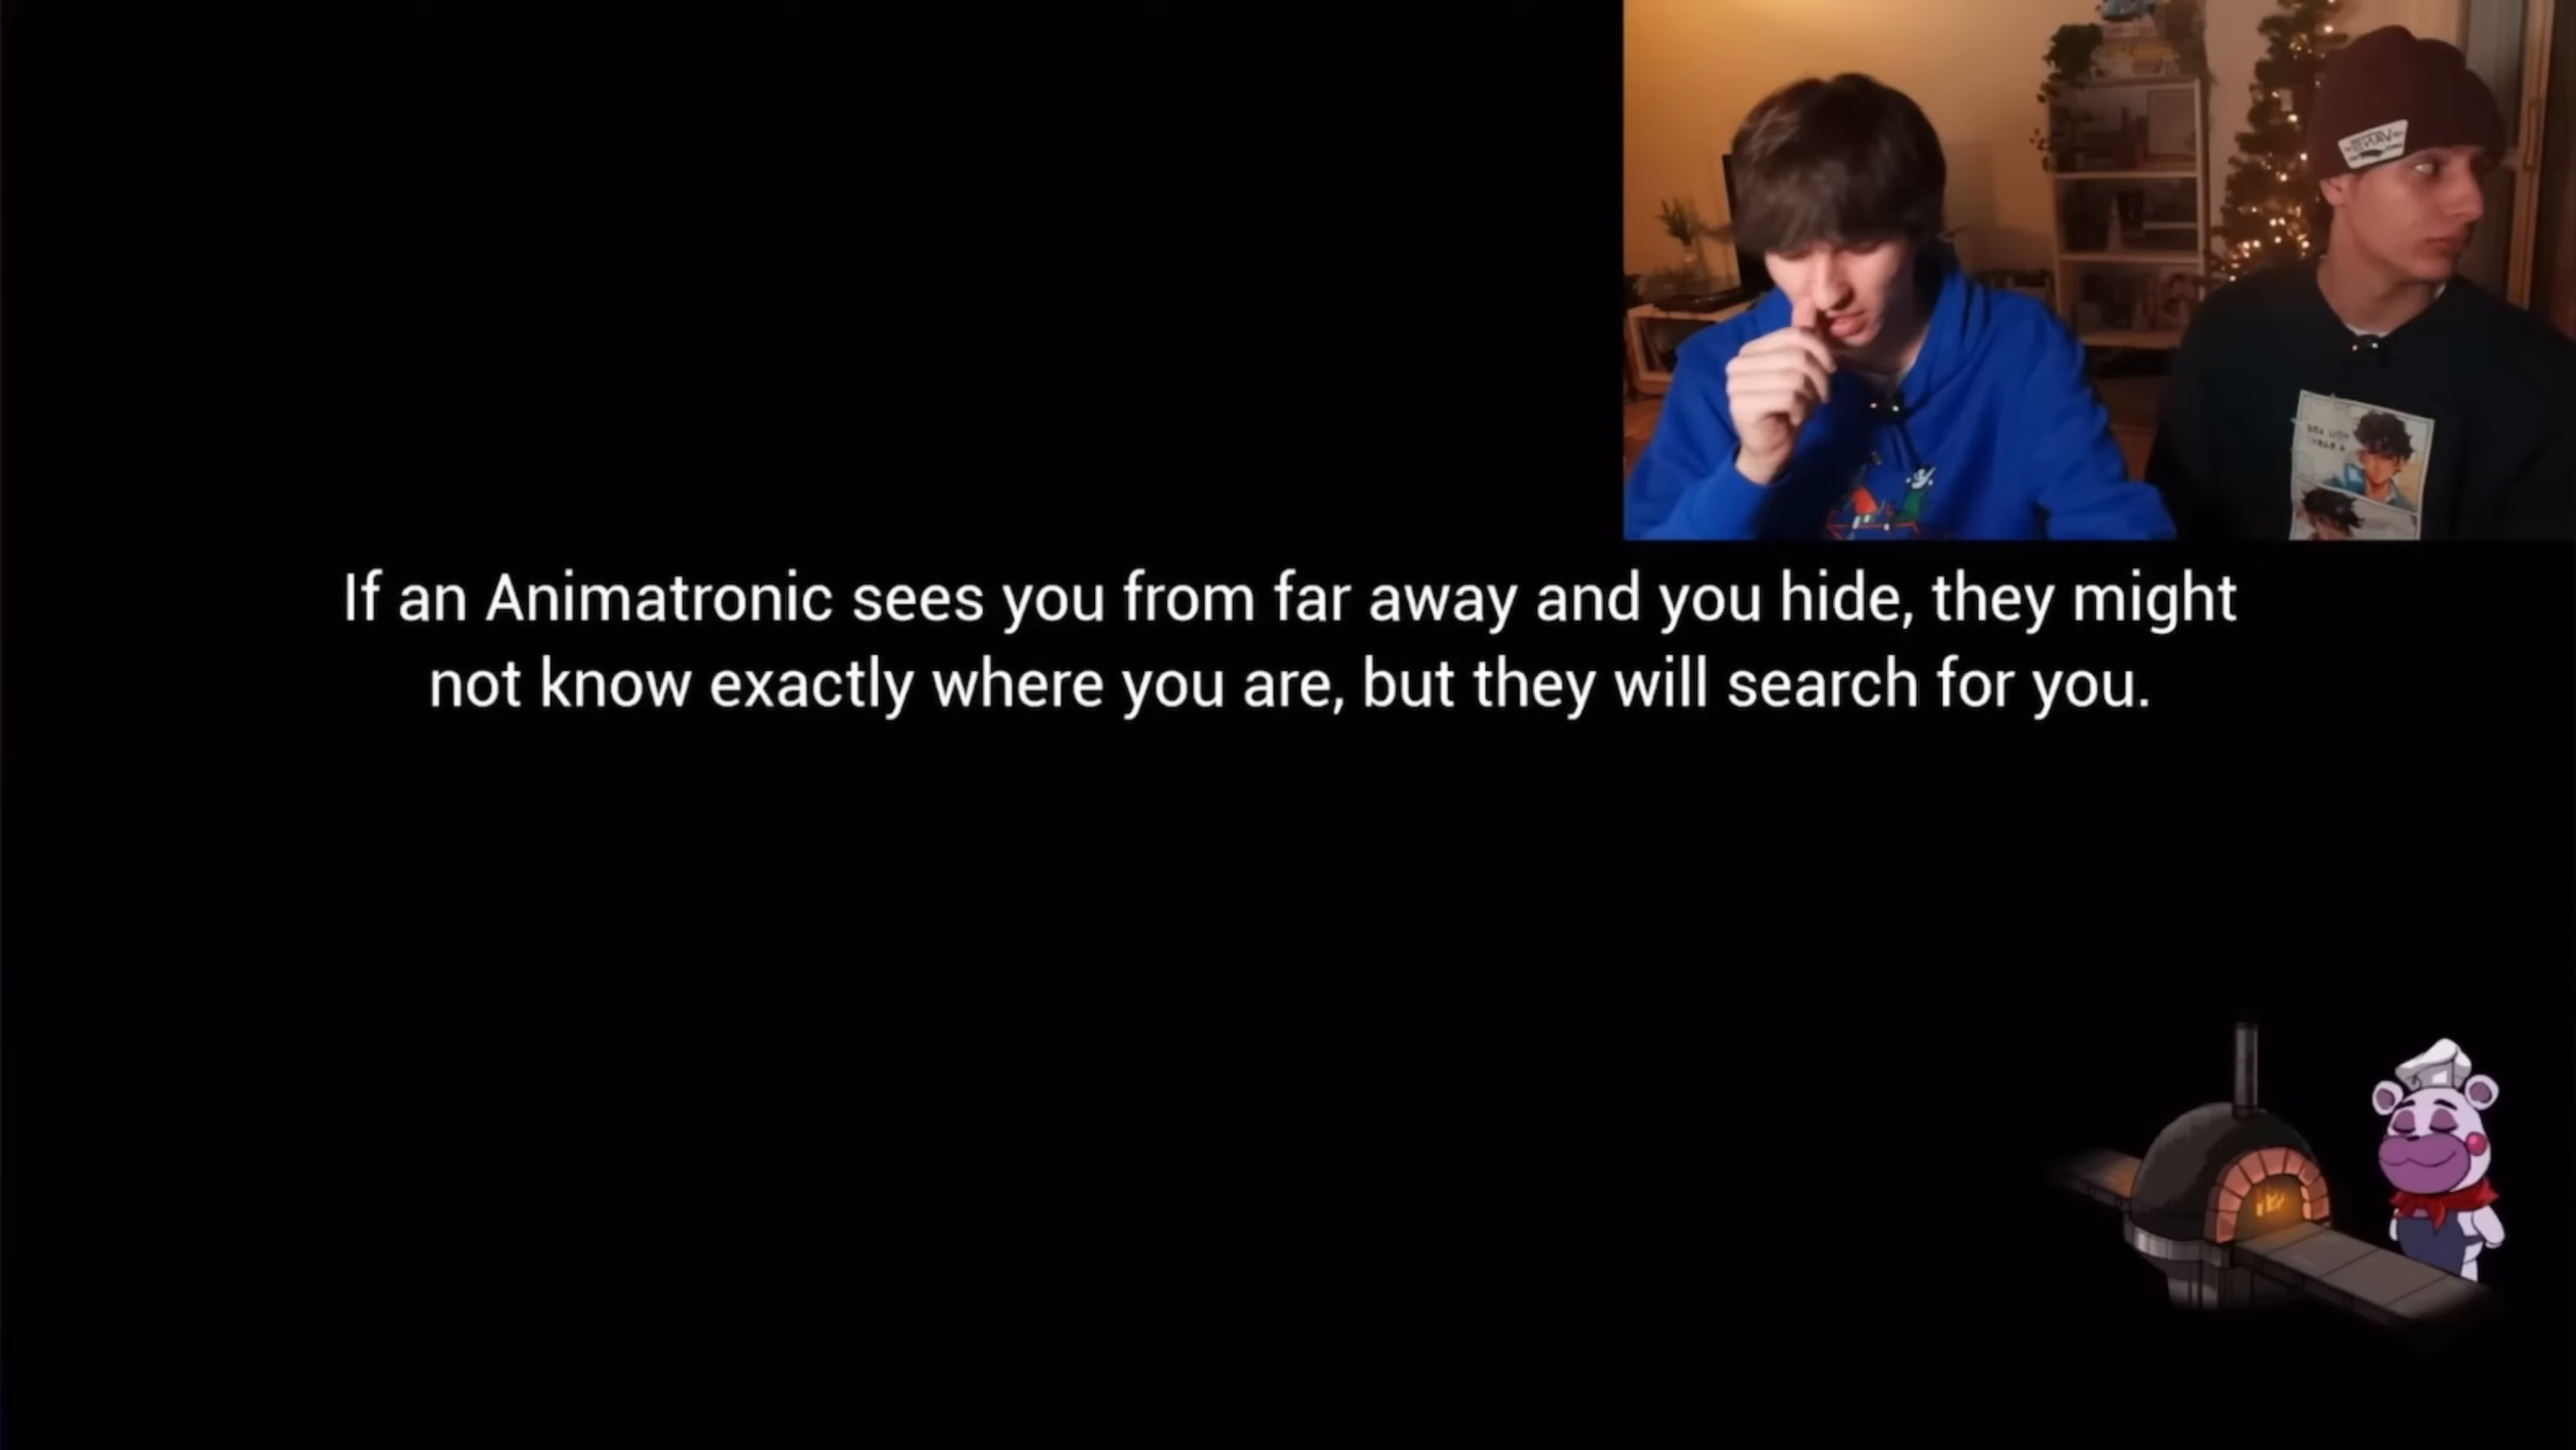 If an Animatronic sees you from far away and you hide, they might
not know exactly where you are, but they will search for you.
VANS